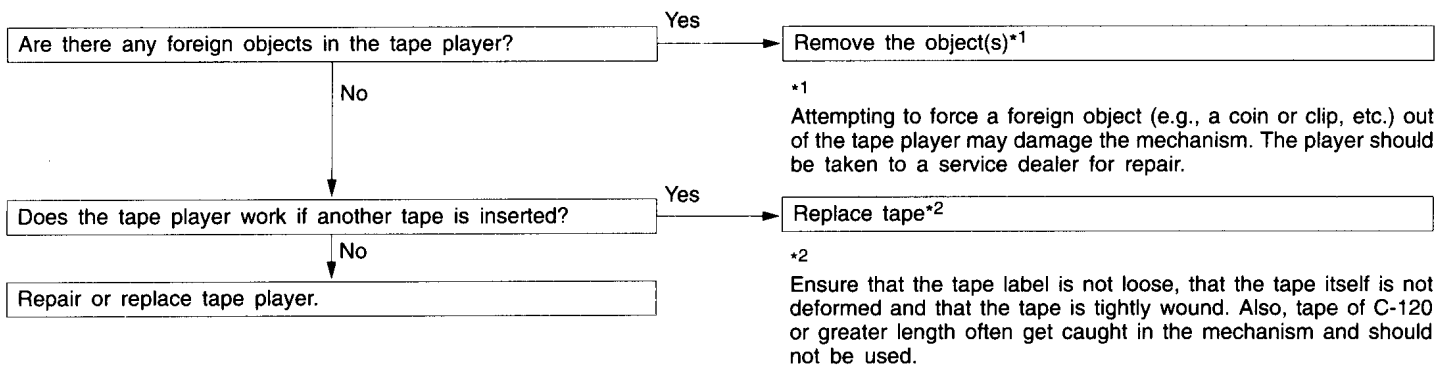 Are there any foreign objects in the tape player?
Yes
Remove the object(s)*1
No
*1
Attempting to force a foreign object (e.g., a coin or clip, etc.) out
of the tape player may damage the mechanism. The player should
be taken to a service dealer for repair.
Does the tape player work if another tape is inserted?
Yes
Replace tape*2
No
*2
Ensure that the tape label is not loose, that the tape itself is not
deformed and that the tape is tightly wound. Also, tape of C-120
or greater length often get caught in the mechanism and should
not be used.
Repair or replace tape player.